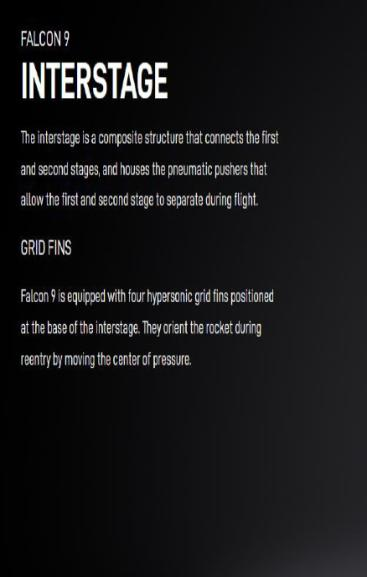 FALCON 9
INTERSTAGE
The interstage is a composite structure that connects the first
and second stages, and houses the pneumatic pushers that
allow the first and second stage to separate during flight.
GRID FINS
Falcon 9 is equipped with four hypersonic grid fins positioned
at the base of the interstage. They orient the rocket during
reentry by moving the center of pressure.